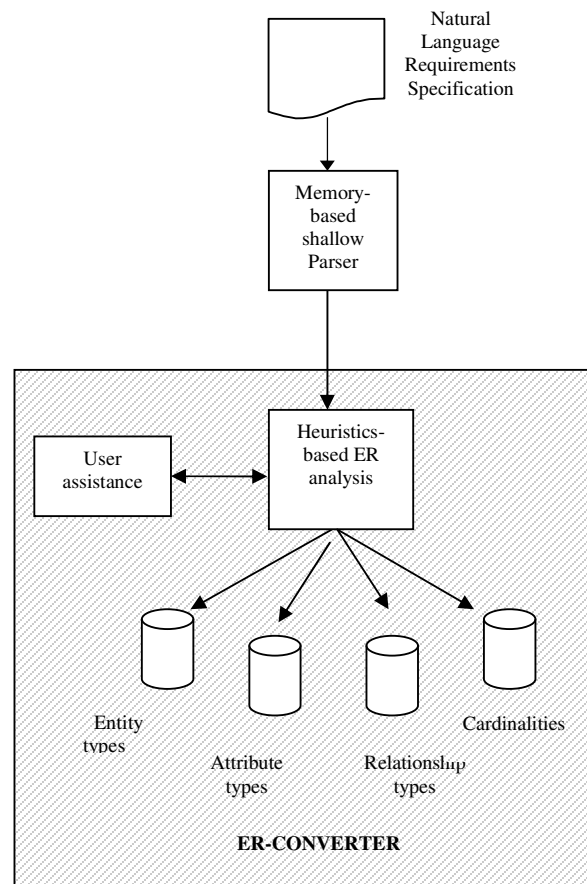 Natural
Language
Requirements
Specification
Memory-
based
shallow
Parser
Heuristics-
based ER
analysis
User
assistance
Entity
types
Attribute
types
Relationship
types
Cardinalities
ER-CONVERTER